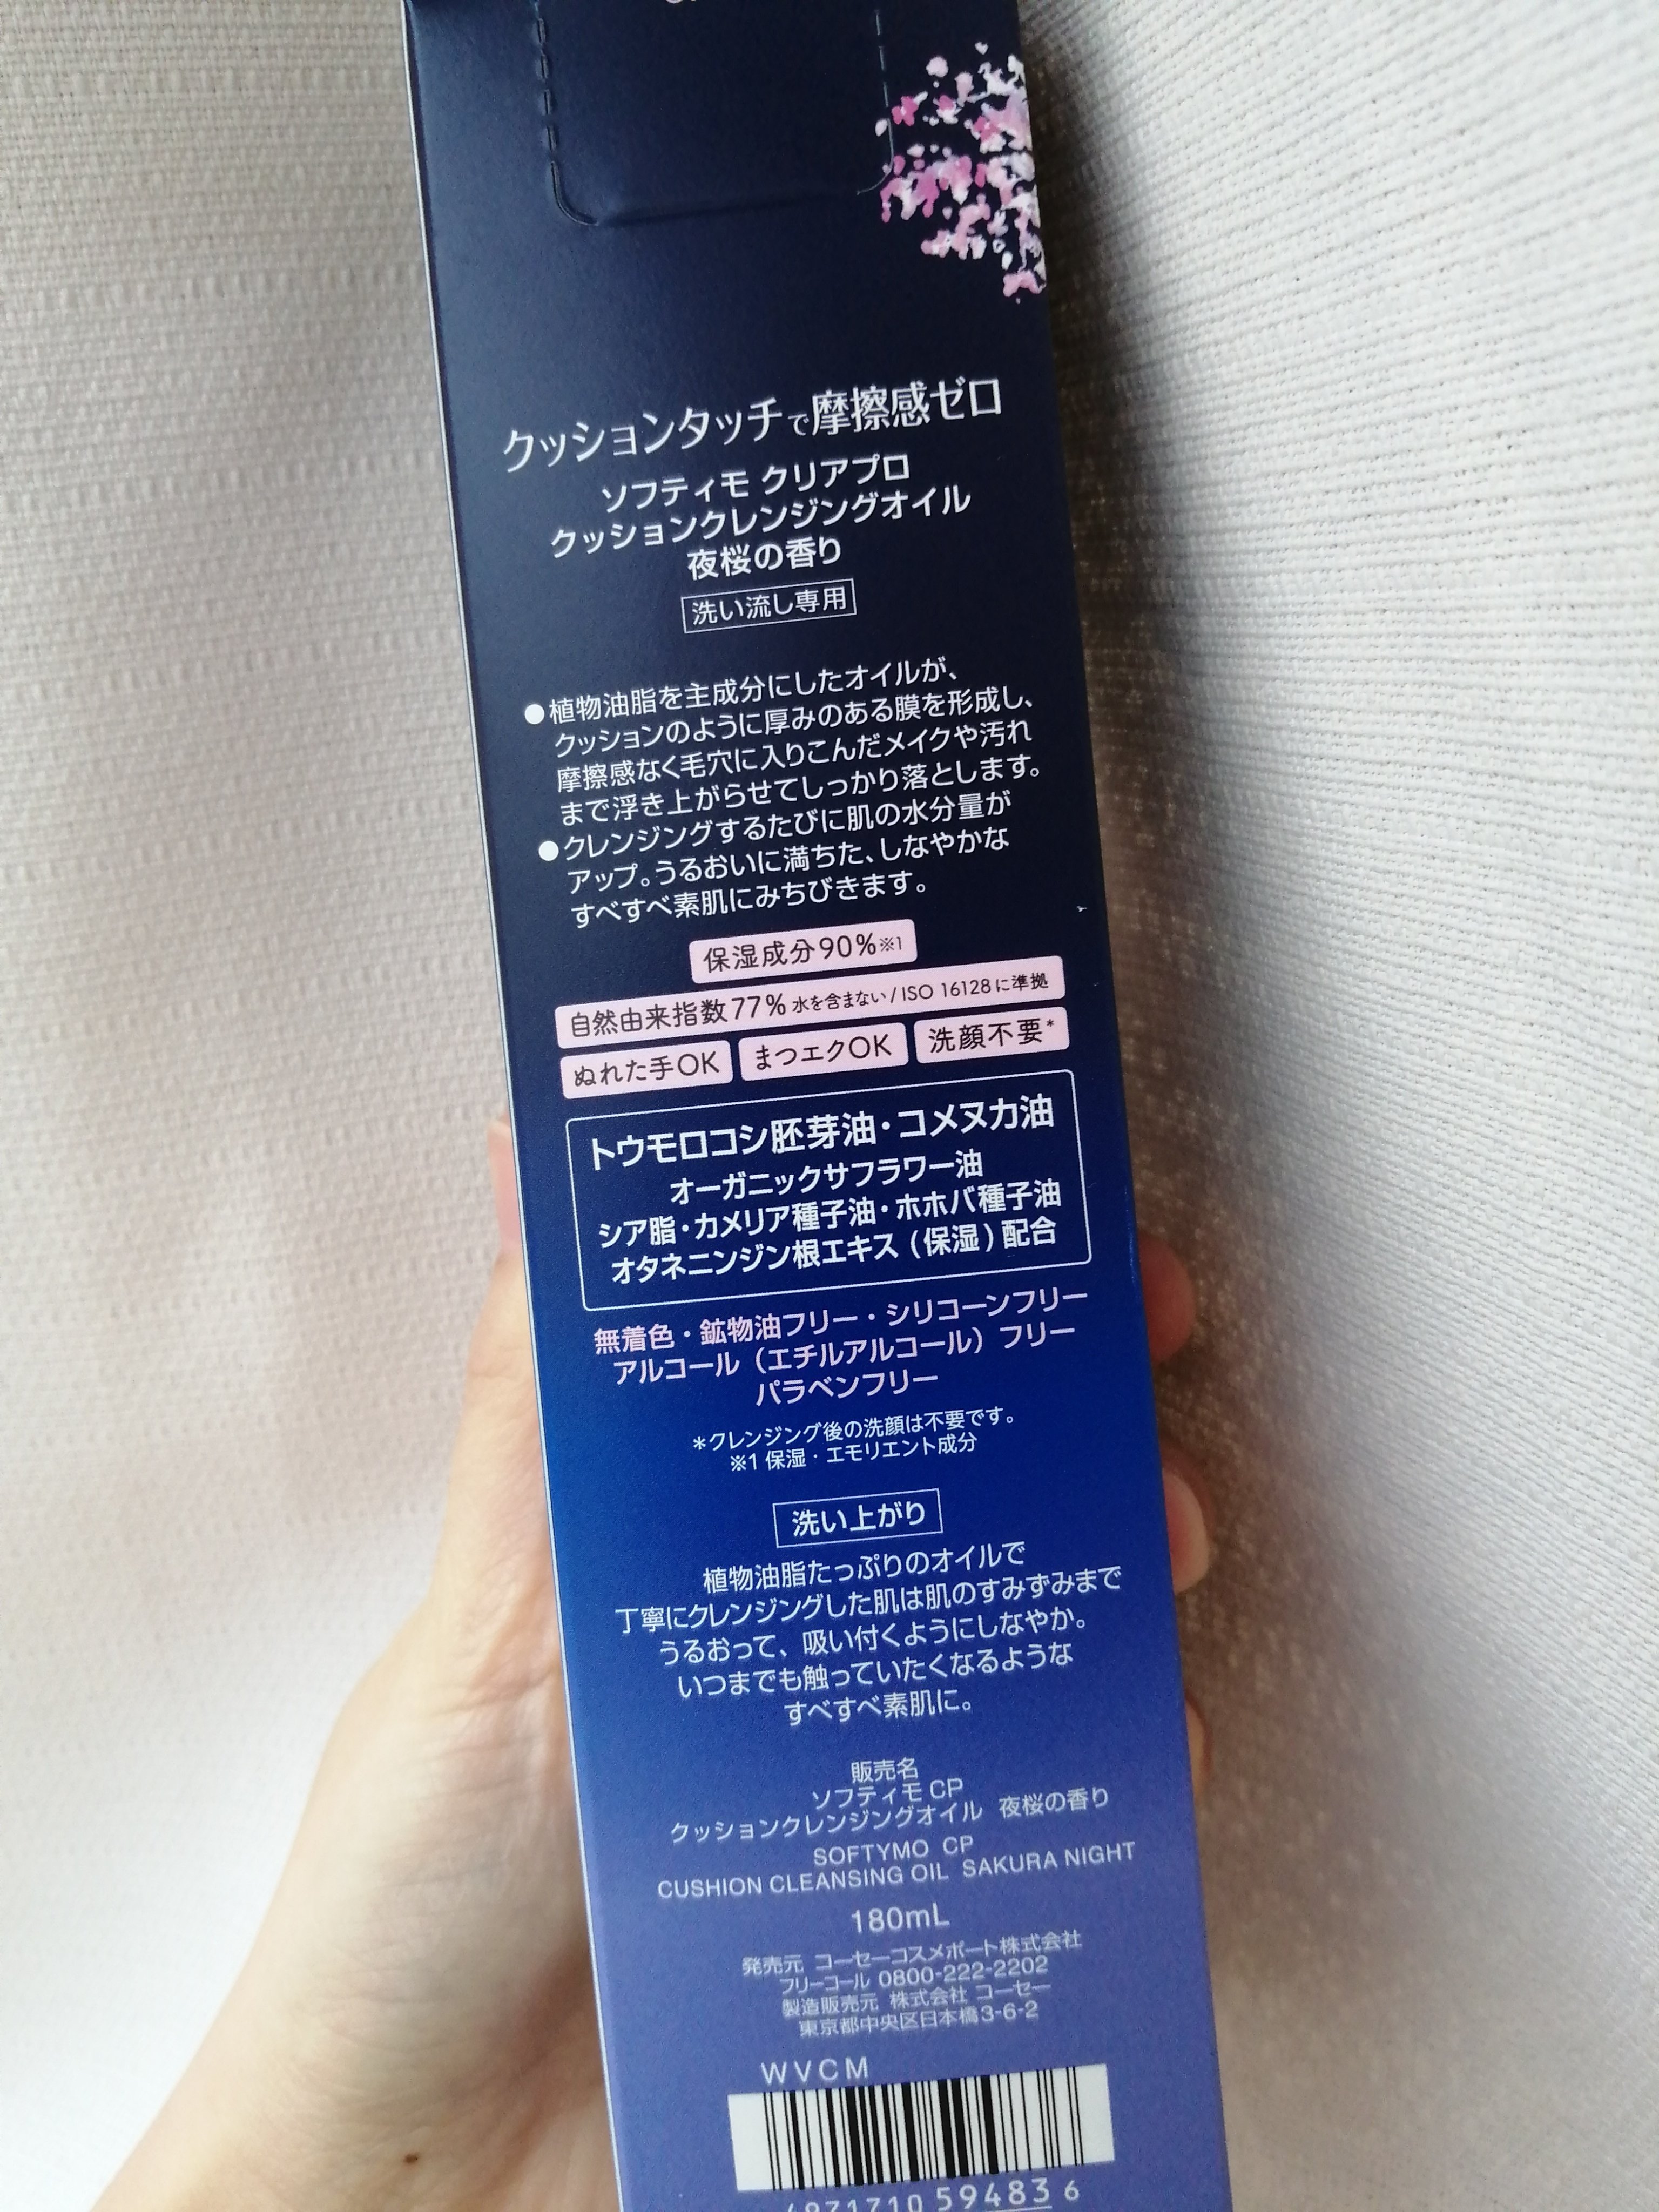 クッションタッチで摩擦感ゼロ
ソフティモ クリアプロ
クッションクレンジングオイル
夜桜の香り
洗い流し専用
●植物油脂を主成分にしたオイルが、
クッションのように厚みのある膜を形成し、
摩擦感なく毛穴に入りこんだメイクや汚れ
まで浮き上がらせてしっかり落とします。
●クレンジングするたびに肌の水分量が
アップ。うるおいに満ちた、しなやかな
すべすべ素肌にみちびきます。
保湿成分90%※1
自然由来指数77% 水を含まない/ISO 16128に準拠
ぬれた手OK まつエクOK 洗顔不要*
トウモロコシ胚芽油・コメヌカ油
オーガニックサフラワー油
シア脂・カメリア種子油・ホホバ種子油
オタネニンジン根エキス(保湿)配合
無着色・鉱物油フリー・シリコーンフリー
アルコール(エチルアルコール)フリー
パラベンフリー
*クレンジング後の洗顔は不要です。
※1 保湿・エモリエント成分
洗い上がり
植物油脂たっぷりのオイルで
丁寧にクレンジングした肌は肌のすみずみまで
うるおって、吸い付くようにしなやか。
いつまでも触っていたくなるような
すべすべ素肌に。
販売名
ソフティモ CP
クッションクレンジングオイル 夜桜の香り
SOFTYMO CP
CUSHION CLEANSING OIL SAKURA NIGHT
180mL
発売元 コーセーコスメポート株式会社
フリーコール 0800-222-2202
製造販売元 株式会社 コーセー
東京都中央区日本橋3-6-2
WVCM
4971710 59483 6